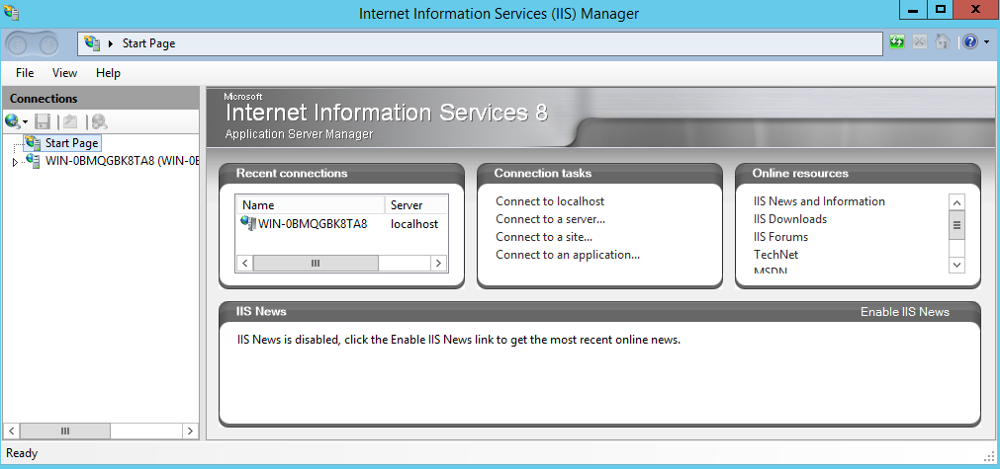 Internet Information Services (IIS) Manager
Start Page
File View Help
Connections
Start Page
WIN-0BMQGBK8TA8 (WIN-0B
Microsoft
Internet Information Services 8
Application Server Manager
Recent connections
Name Server
WIN-0BMQGBK8TA8 localhost
Connection tasks
Connect to localhost
Connect to a server...
Connect to a site...
Connect to an application...
Online resources
IIS News and Information
IIS Downloads
IIS Forums
TechNet
MSDN
IIS News
Enable IIS News
IIS News is disabled, click the Enable IIS News link to get the most recent online news.
Ready